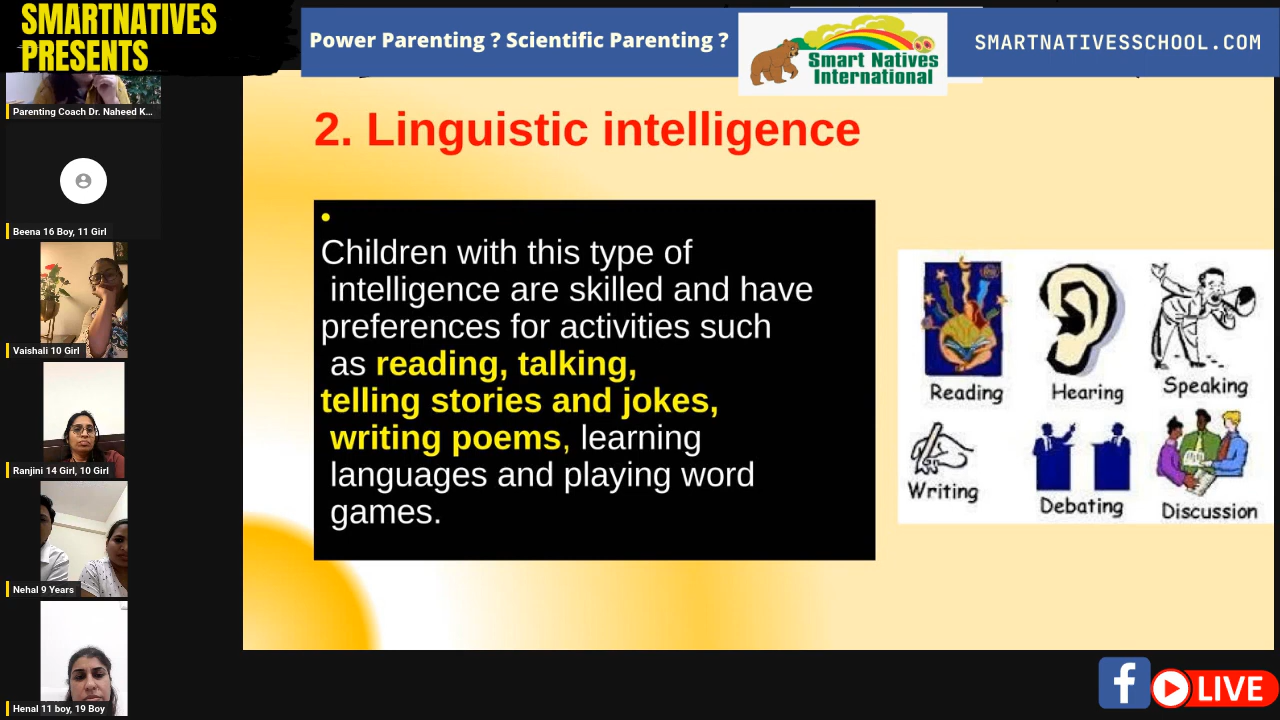 SMARTNATIVES
PRESENTS
Power Parenting ? Scientific Parenting ?
Smart Natives
International
SMARTNATIVESSCHOOL.COM
Parenting Coach Dr. Naheed K...
Beena 16 Boy, 11 Girl
Vaishali 10 Girl
Ranjini 14 Girl, 10 Girl
Nehal 9 Years
Henal 11 boy, 19 Boy
2. Linguistic intelligence
•
Children with this type of
intelligence are skilled and have
preferences for activities such
as reading, talking,
telling stories and jokes,
writing poems, learning
languages and playing word
games.
Reading
Hearing
Speaking
Writing
Debating
Discussion
f
LIVE